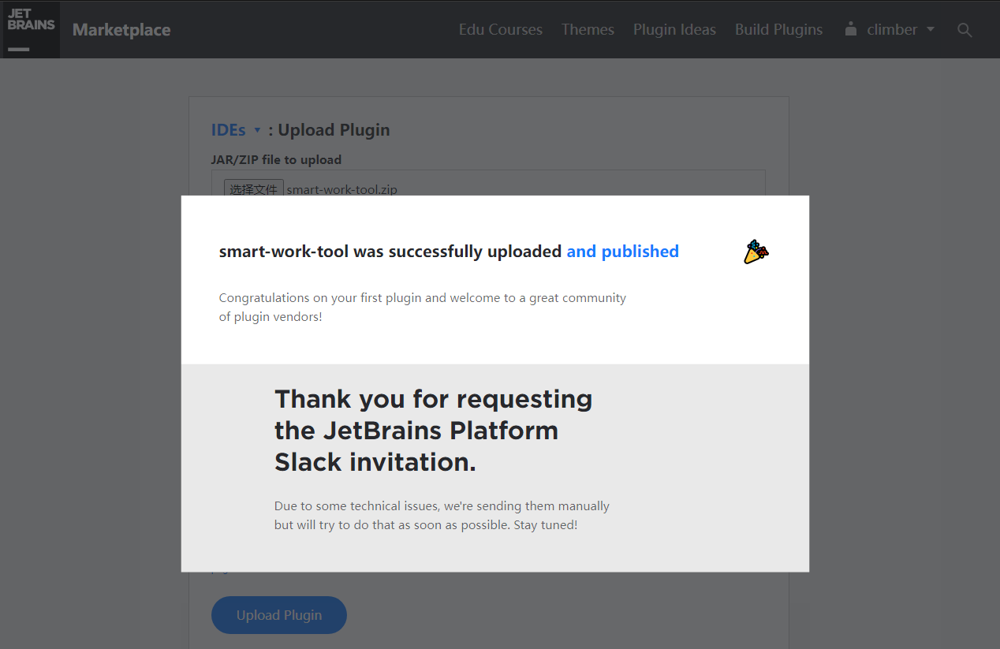 JET
BRAINS
Marketplace
Edu Courses
Themes
Plugin Ideas
Build Plugins
climber
IDEs : Upload Plugin
JAR/ZIP file to upload
选择文件 smart-work-tool.zip
smart-work-tool was successfully uploaded and published
Congratulations on your first plugin and welcome to a great community
of plugin vendors!
Thank you for requesting
the JetBrains Platform
Slack invitation.
Due to some technical issues, we're sending them manually
but will try to do that as soon as possible. Stay tuned!
Upload Plugin